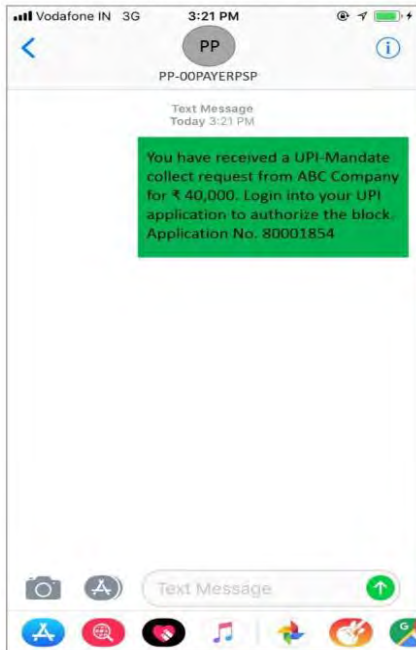 Vodafone IN 3G 3:21 PM
PP
PP-00PAYERPSP
Text Message
Today 3:21 PM
You have received a UPI-Mandate
collect request from ABC Company
for ₹ 40,000. Login into your UPI
application to authorize the block.
Application No. 80001854
Text Message